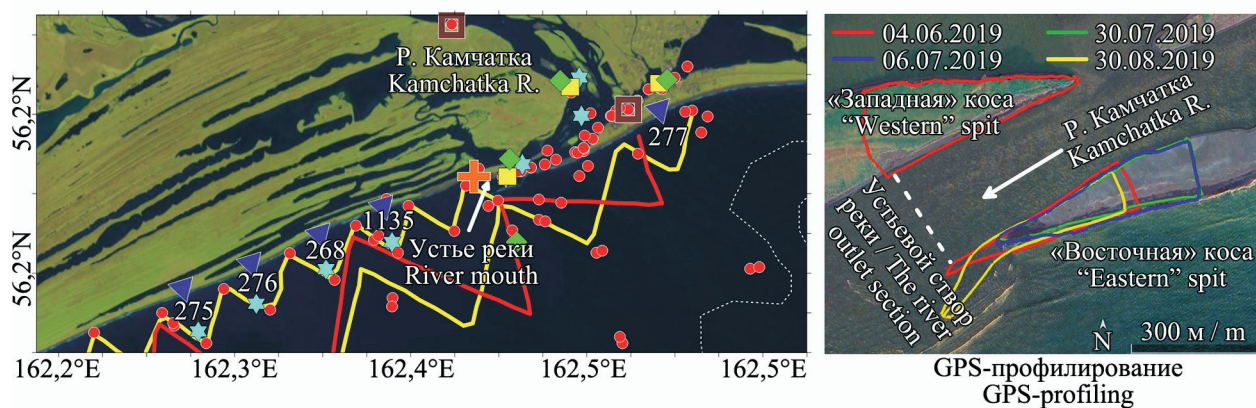 Р. Камчатка
Kamchatka R.
277
1135
268
276
275
Устье реки
River mouth
56,2°N
56,2°N
162,2°E
162,3°E
162,4°E
162,5°E
162,5°E
04.06.2019
30.07.2019
06.07.2019
30.08.2019
«Западная» коса
“Western” spit
Р. Камчатка
Kamchatka R.
Устьевой створ
реки / The river
outlet section
«Восточная» коса
“Eastern” spit
N
300 м / m
GPS-профилирование
GPS-profiling